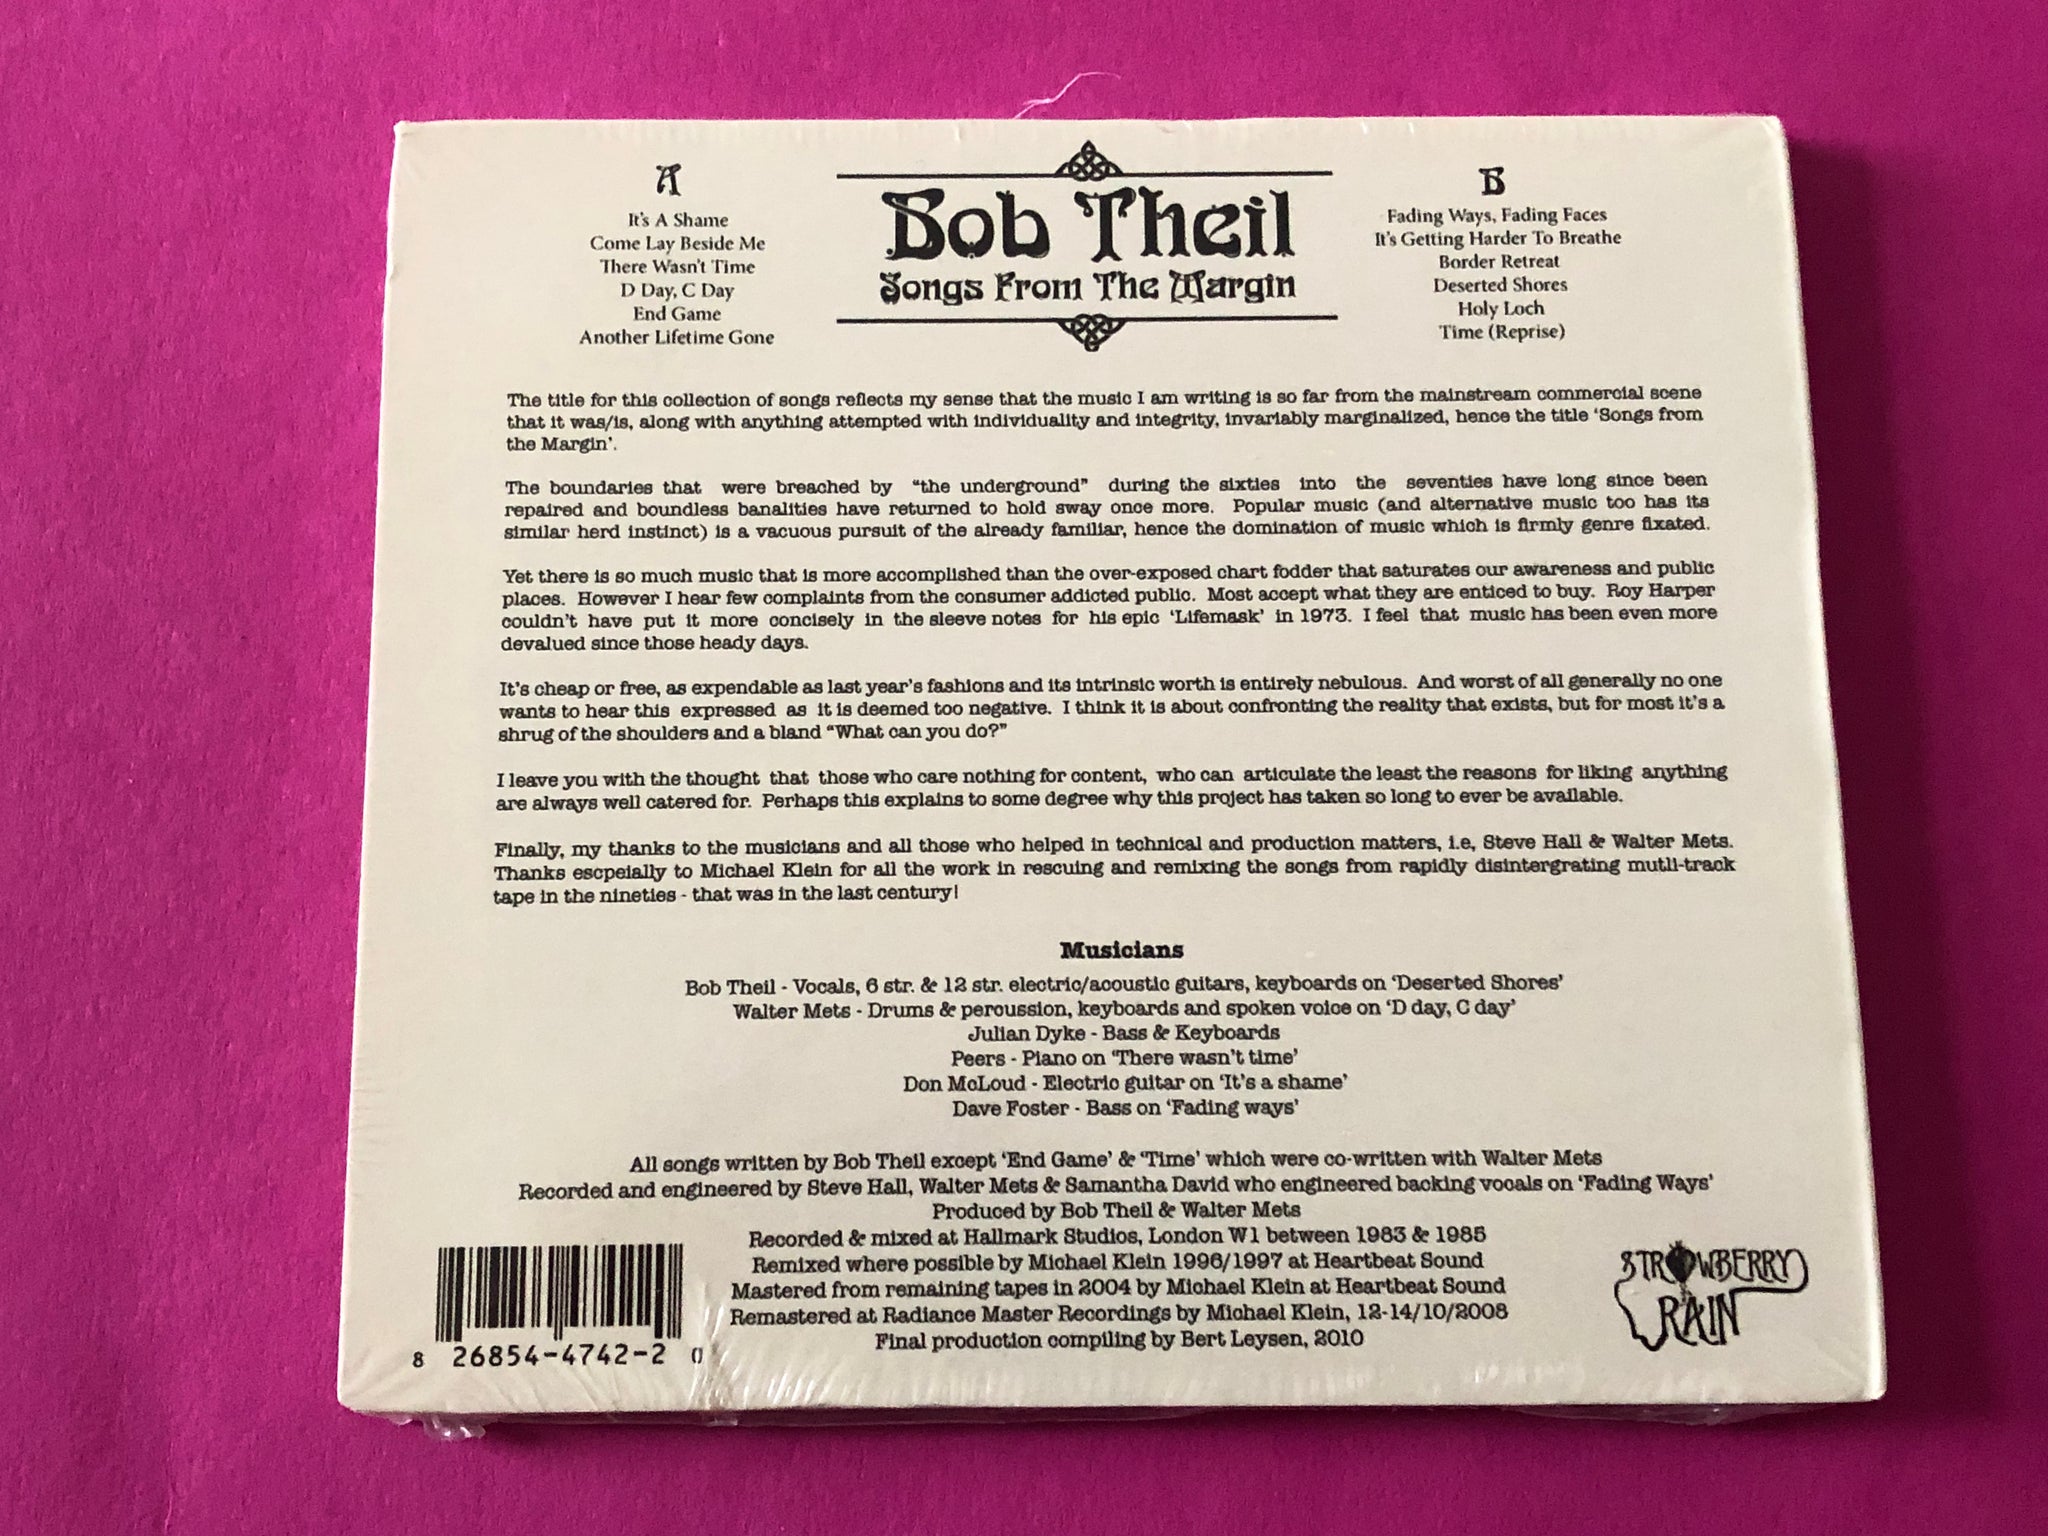 A
It's A Shame
Come Lay Beside Me
There Wasn't Time
D Day, C Day
End Game
Another Lifetime Gone
Bob Theil
Songs From The Margin
B
Fading Ways, Fading Faces
It's Getting Harder To Breathe
Border Retreat
Deserted Shores
Holy Loch
Time (Reprise)
The title for this collection of songs reflects my sense that the music I am writing is so far from the mainstream commercial scene
that it was/is, along with anything attempted with individuality and integrity, invariably marginalized, hence the title 'Songs from
the Margin'.
The boundaries that were breached by "the underground" during the sixties into the seventies have long since been
repaired and boundless banalities have returned to hold sway once more. Popular music (and alternative music too has its
similar herd instinct) is a vacuous pursuit of the already familiar, hence the domination of music which is firmly genre fixated.
Yet there is so much music that is more accomplished than the over-exposed chart fodder that saturates our awareness and public
places. However I hear few complaints from the consumer addicted public. Most accept what they are enticed to buy. Roy Harper
couldn't have put it more concisely in the sleeve notes for his epic 'Lifemask' in 1973. I feel that music has been even more
devalued since those heady days.
It's cheap or free, as expendable as last year's fashions and its intrinsic worth is entirely nebulous. And worst of all generally no one
wants to hear this expressed as it is deemed too negative. I think it is about confronting the reality that exists, but for most it's a
shrug of the shoulders and a bland "What can you do?"
I leave you with the thought that those who care nothing for content, who can articulate the least the reasons for liking anything
are always well catered for. Perhaps this explains to some degree why this project has taken so long to ever be available.
Finally, my thanks to the musicians and all those who helped in technical and production matters, i.e, Steve Hall & Walter Mets.
Thanks escpeially to Michael Klein for all the work in rescuing and remixing the songs from rapidly disintergrating mutli-track
tape in the nineties - that was in the last century!
Musicians
Bob Theil - Vocals, 6 str. & 12 str. electric/acoustic guitars, keyboards on 'Deserted Shores'
Walter Mets - Drums & percussion, keyboards and spoken voice on 'D day, C day'
Julian Dyke - Bass & Keyboards
Peers - Piano on 'There wasn't time'
Don McLoud - Electric guitar on 'It's a shame'
Dave Foster - Bass on 'Fading ways'
All songs written by Bob Theil except 'End Game' & 'Time' which were co-written with Walter Mets
Recorded and engineered by Steve Hall, Walter Mets & Samantha David who engineered backing vocals on 'Fading Ways'
Produced by Bob Theil & Walter Mets
Recorded & mixed at Hallmark Studios, London W1 between 1983 & 1985
Remixed where possible by Michael Klein 1996/1997 at Heartbeat Sound
Mastered from remaining tapes in 2004 by Michael Klein at Heartbeat Sound
Remastered at Radiance Master Recordings by Michael Klein, 12-14/10/2008
Final production compiling by Bert Leysen, 2010
8 26854-4742-2 0
STRAWBERRY
RAIN